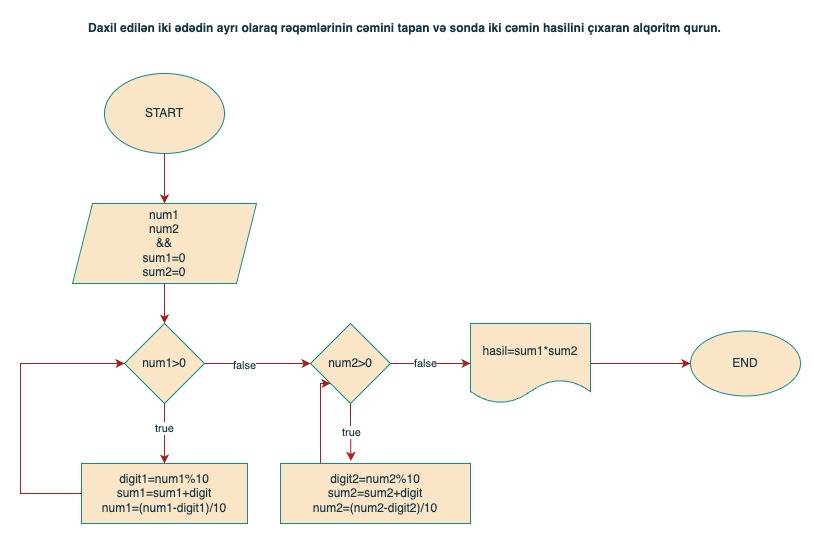 Daxil edilən iki ədədin ayrı olaraq rəqəmlərinin cəmini tapan və sonda iki cəmin hasilini çıxaran alqoritm qurun.
START
num1
num2
&&
sum1=0
sum2=0
num1>0
false
num2>0
false
hasil=sum1*sum2
END
true
true
digit1=num1%10
sum1=sum1+digit
num1=(num1-digit1)/10
digit2=num2%10
sum2=sum2+digit
num2=(num2-digit2)/10